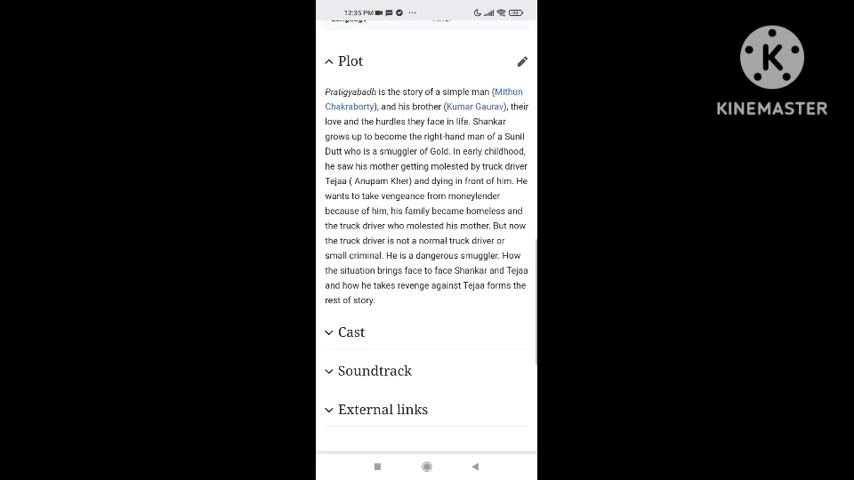 12:35 PM
Plot
Pratigyabadh is the story of a simple man (Mithun
Chakraborty), and his brother (Kumar Gaurav), their
love and the hurdles they face in life. Shankar
grows up to become the right-hand man of a Sunil
Dutt who is a smuggler of Gold. In early childhood,
he saw his mother getting molested by truck driver
Tejaa ( Anupam Kher) and dying in front of him. He
wants to take vengeance from moneylender
because of him, his family became homeless and
the truck driver who molested his mother. But now
the truck driver is not a normal truck driver or
small criminal. He is a dangerous smuggler. How
the situation brings face to face Shankar and Tejaa
and how he takes revenge against Tejaa forms the
rest of story.
Cast
Soundtrack
External links
K
KINEMASTER